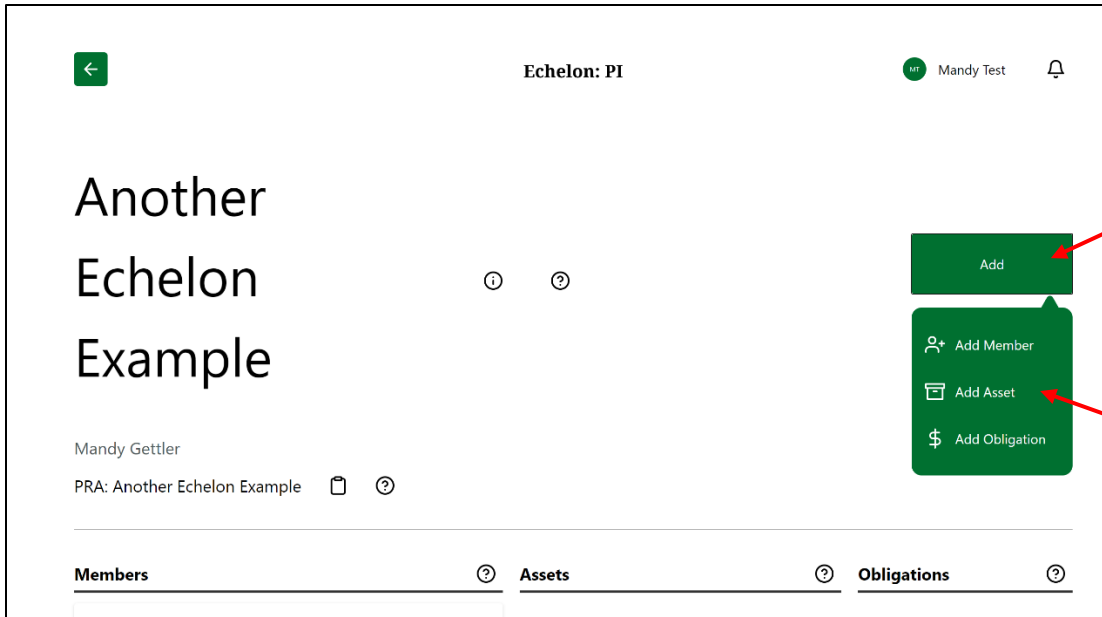 Echelon: PI
MT
Mandy Test
Another
Echelon
Example
Add
Add Member
Add Asset
Add Obligation
Mandy Gettler
PRA: Another Echelon Example
Members
Assets
Obligations